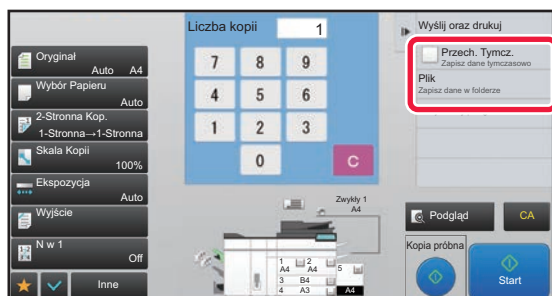 Liczba kopii 1
Wyślij oraz drukuj
Przech. Tymcz.
Zapisz dane tymczasowo
Plik
Zapisz dane w folderze
Oryginał
Auto A4
Wybór Papieru
Auto
2-Stronna Kop.
1-Stronna→1-Stronna
Skala Kopii
100%
Ekspozycja
Auto
Wyjście
N w 1
Off
Inne
7 8 9
4 5 6
1 2 3
0 C
Zwykły 1
A4
1 2 5
A4 A4
3 B4
4 A3 A4
Podgląd CA
Kopia próbna
Start